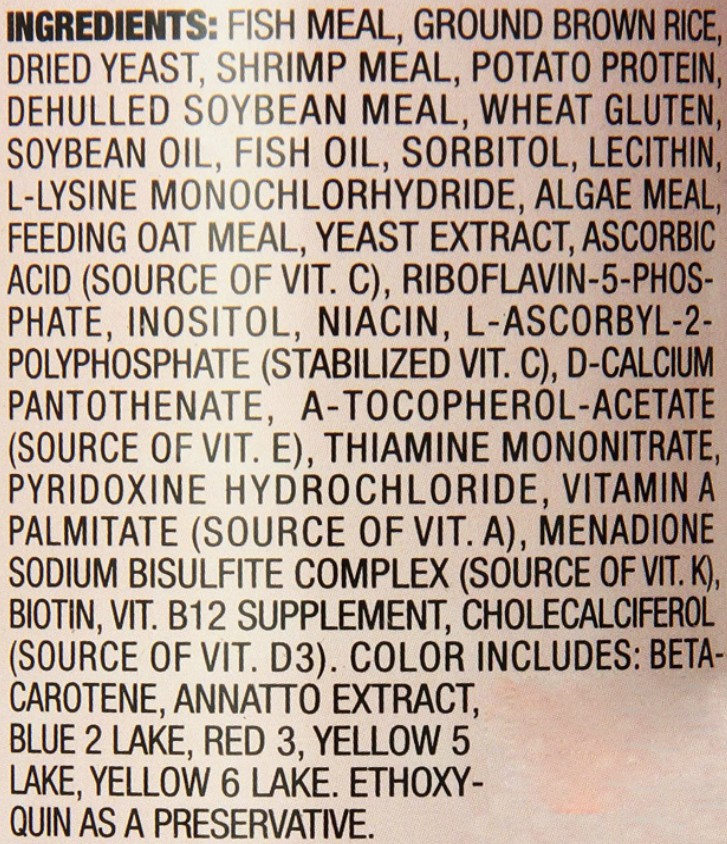 INGREDIENTS: FISH MEAL, GROUND BROWN RICE,
DRIED YEAST, SHRIMP MEAL, POTATO PROTEIN,
DEHULLED SOYBEAN MEAL, WHEAT GLUTEN,
SOYBEAN OIL, FISH OIL, SORBITOL, LECITHIN,
L-LYSINE MONOCHLORHYDRIDE, ALGAE MEAL,
FEEDING OAT MEAL, YEAST EXTRACT, ASCORBIC
ACID (SOURCE OF VIT. C), RIBOFLAVIN-5-PHOS-
PHATE, INOSITOL, NIACIN, L-ASCORBYL-2-
POLYPHOSPHATE (STABILIZED VIT. C), D-CALCIUM
PANTOTHENATE, A-TOCOPHEROL-ACETATE
(SOURCE OF VIT. E), THIAMINE MONONITRATE,
PYRIDOXINE HYDROCHLORIDE, VITAMIN A
PALMITATE (SOURCE OF VIT. A), MENADIONE
SODIUM BISULFITE COMPLEX (SOURCE OF VIT. K),
BIOTIN, VIT. B12 SUPPLEMENT, CHOLECALCIFEROL
(SOURCE OF VIT. D3). COLOR INCLUDES: BETA-
CAROTENE, ANNATTO EXTRACT,
BLUE 2 LAKE, RED 3, YELLOW 5
LAKE, YELLOW 6 LAKE. ETHOXY-
QUIN AS A PRESERVATIVE.